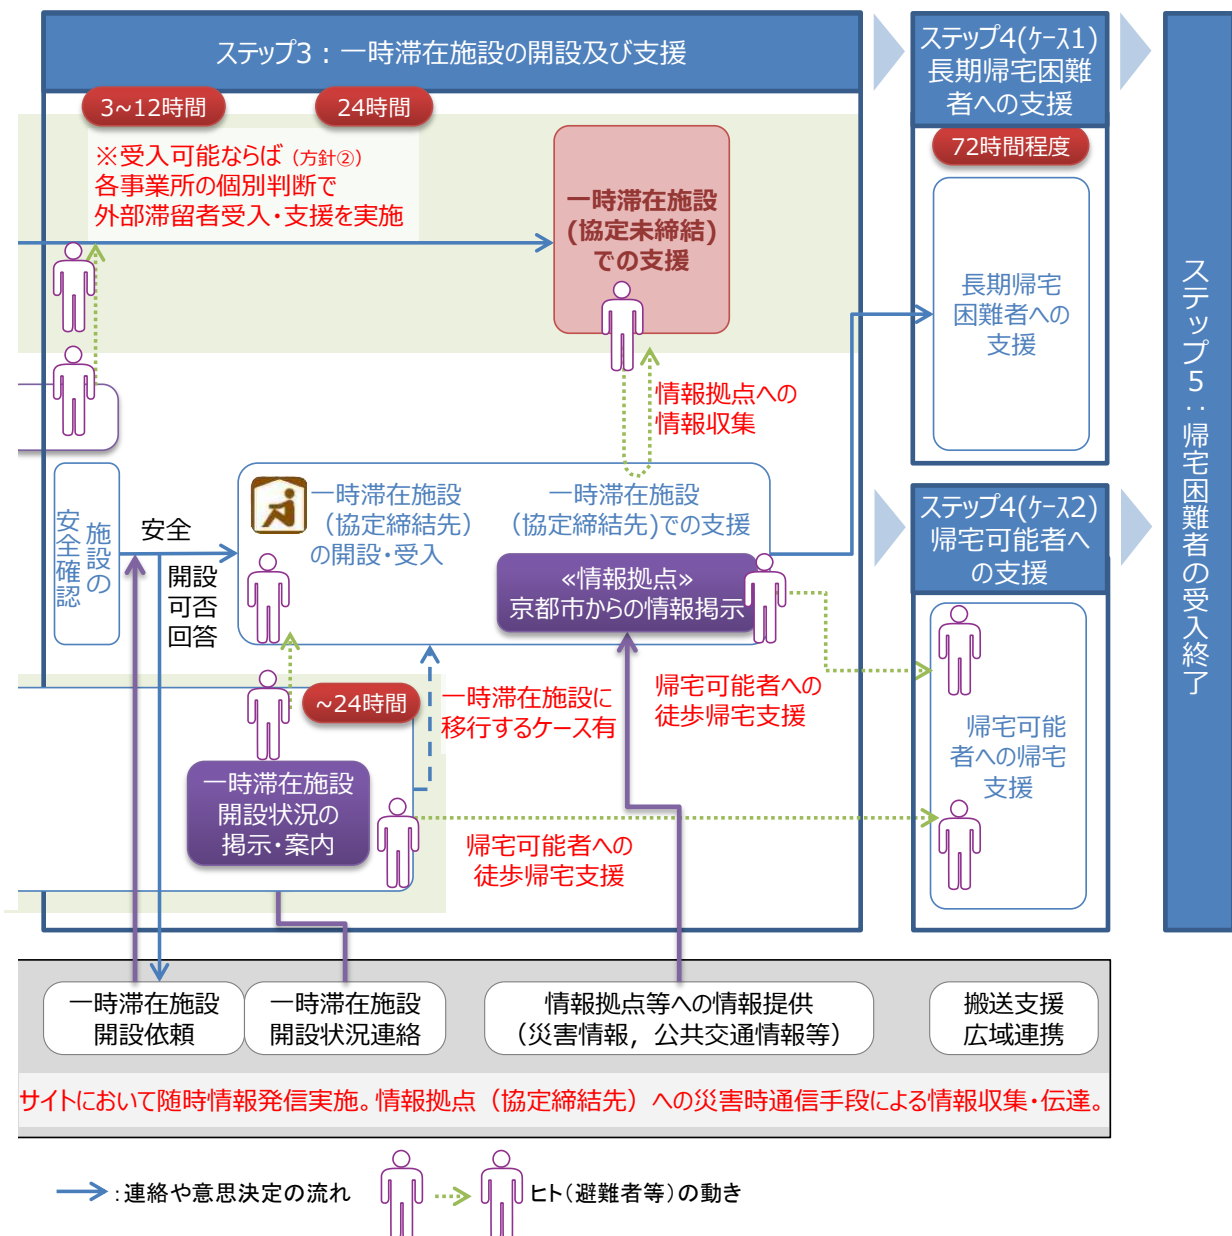 ステップ3：一時滞在施設の開設及び支援
3~12時間
24時間
※受入可能ならば（方針②）
各事業所の個別判断で
外部滞留者受入・支援を実施
一時滞在施設
(協定未締結)
での支援
情報拠点への
情報収集
施設の
安全確認
安全
開設
可否
回答
一時滞在施設
（協定締結先）
の開設・受入
一時滞在施設
（協定締結先)での支援
≪情報拠点≫
京都市からの情報掲示
~24時間
一時滞在施設に
移行するケース有
帰宅可能者への
徒歩帰宅支援
一時滞在施設
開設状況の
掲示・案内
帰宅可能者への
徒歩帰宅支援
ステップ4(ケース1)
長期帰宅困難
者への支援
72時間程度
長期帰宅
困難者への
支援
ステップ4(ケース2)
帰宅可能者へ
の支援
帰宅可能
者への帰宅
支援
ステップ5：帰宅困難者の受入終了
一時滞在施設
開設依頼
一時滞在施設
開設状況連絡
情報拠点等への情報提供
（災害情報，公共交通情報等）
搬送支援
広域連携
サイトにおいて随時情報発信実施。情報拠点（協定締結先）への災害時通信手段による情報収集・伝達。
：連絡や意思決定の流れ
ヒト（避難者等）の動き